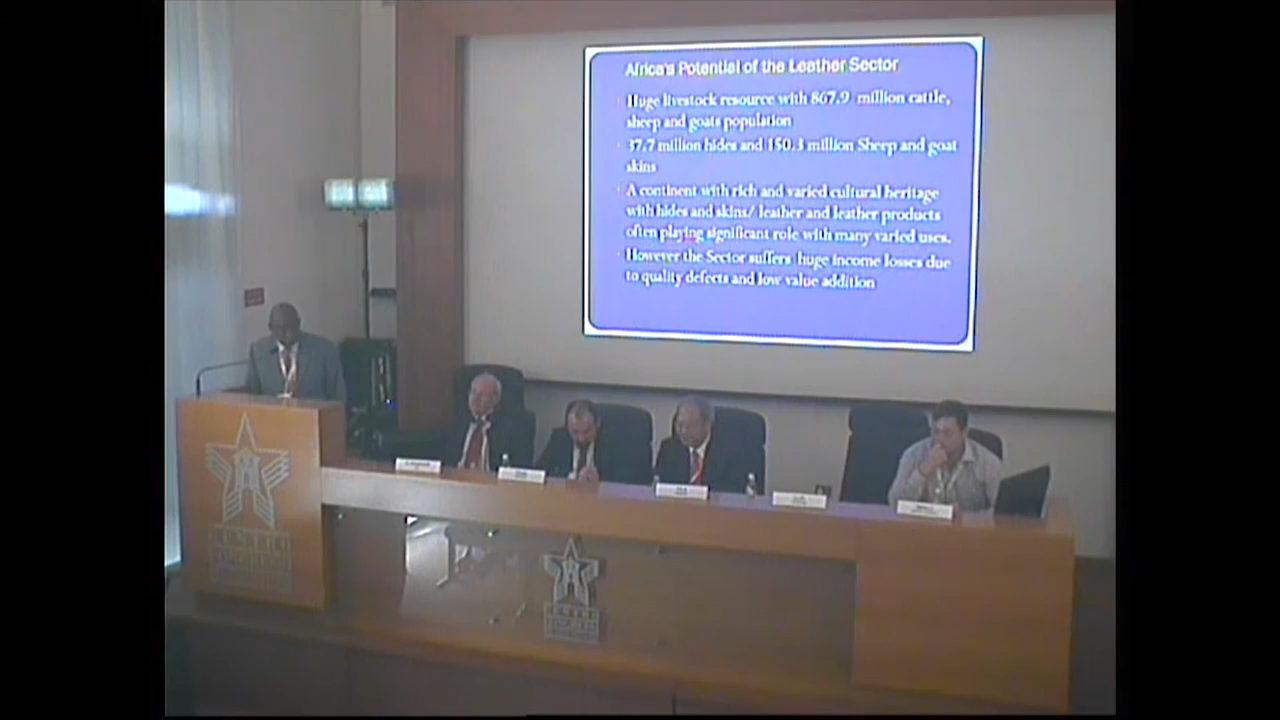 Africa's Potential of the Leather Sector
Huge livestock resource with 867.9 million cattle,
sheep and goats population
37.7 million hides and 150.3 million Sheep and goat
skins
A continent with rich and varied cultural heritage
with hides and skins/ leather and leather products
often playing significant role with many varied uses.
However the Sector suffers huge income losses due
to quality defects and low value addition